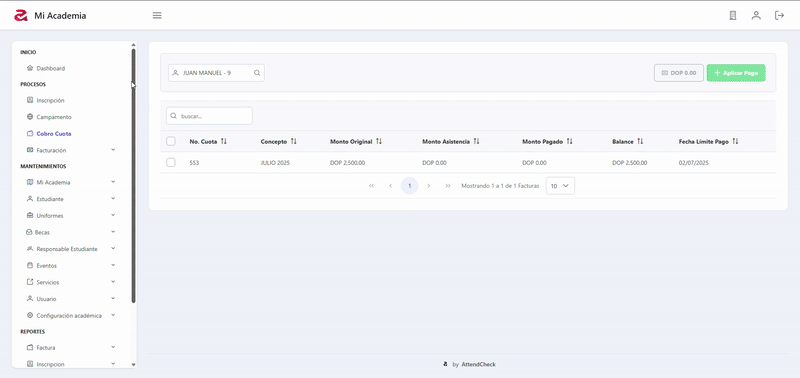 Mi Academia
INICIO
Dashboard
PROCESOS
Inscripción
Campamento
Cobro Cuota
Facturación
MANTENIMIENTOS
Mi Academia
Estudiante
Uniformes
Becas
Responsable Estudiante
Eventos
Servicios
Usuario
Configuración académica
REPORTES
Factura
Inscripcion
JUAN MANUEL - 9
DOP 0.00
Aplicar Pago
buscar...
No. Cuota Concepto Monto Original Monto Asistencia Monto Pagado Balance Fecha Límite Pago
553 JULIO 2025 DOP 2,500.00 DOP 0.00 DOP 0.00 DOP 2,500.00 02/07/2025
1 Mostrando 1 a 1 de 1 Facturas 10
by AttendCheck